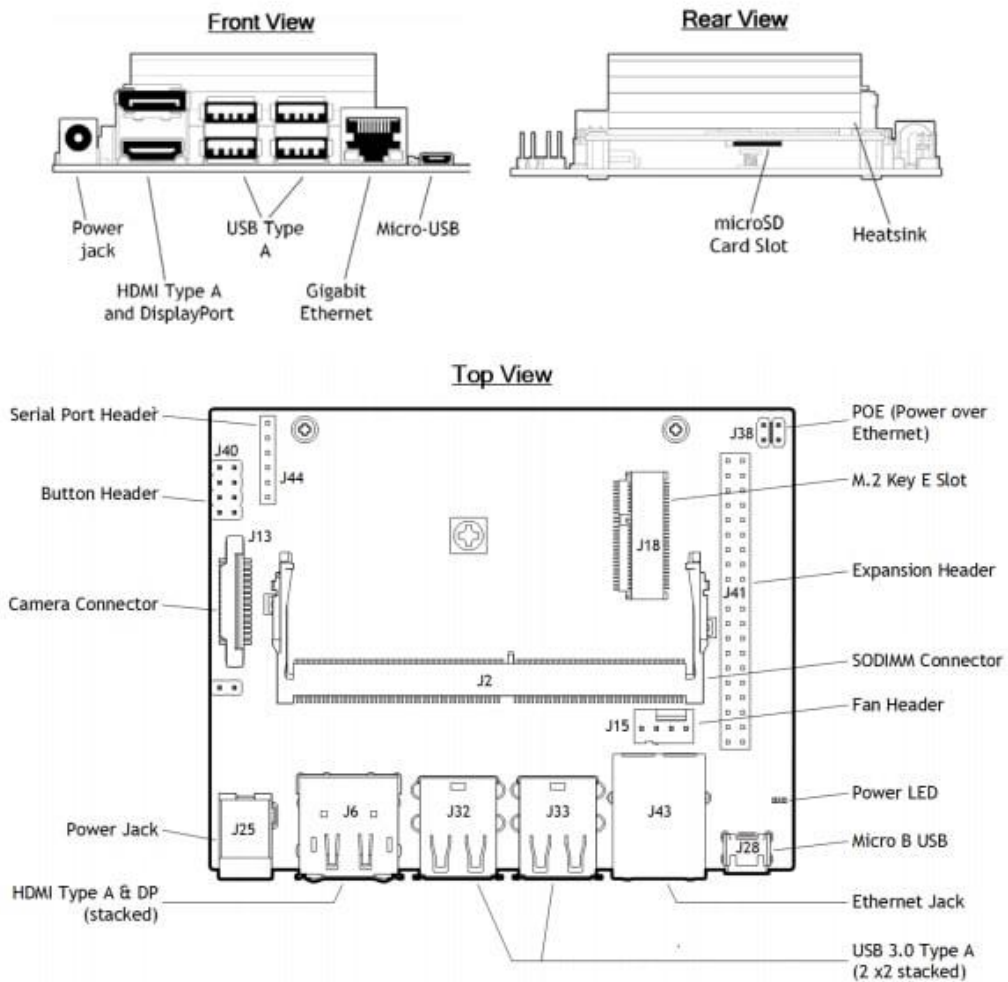 Front View
Rear View
Power
jack
USB Type
A
Micro-USB
HDMI Type A
and DisplayPort
Gigabit
Ethernet
microSD
Card Slot
Heatsink
Top View
Serial Port Header
J40
J44
Button Header
J13
Camera Connector
J38
POE (Power over
Ethernet)
M.2 Key E Slot
J18
J41
Expansion Header
SODIMM Connector
J2
Fan Header
J15
J25
J6
J32
J33
J43
J28
Power LED
Power Jack
Micro B USB
HDMI Type A & DP
(stacked)
Ethernet Jack
USB 3.0 Type A
(2 x2 stacked)